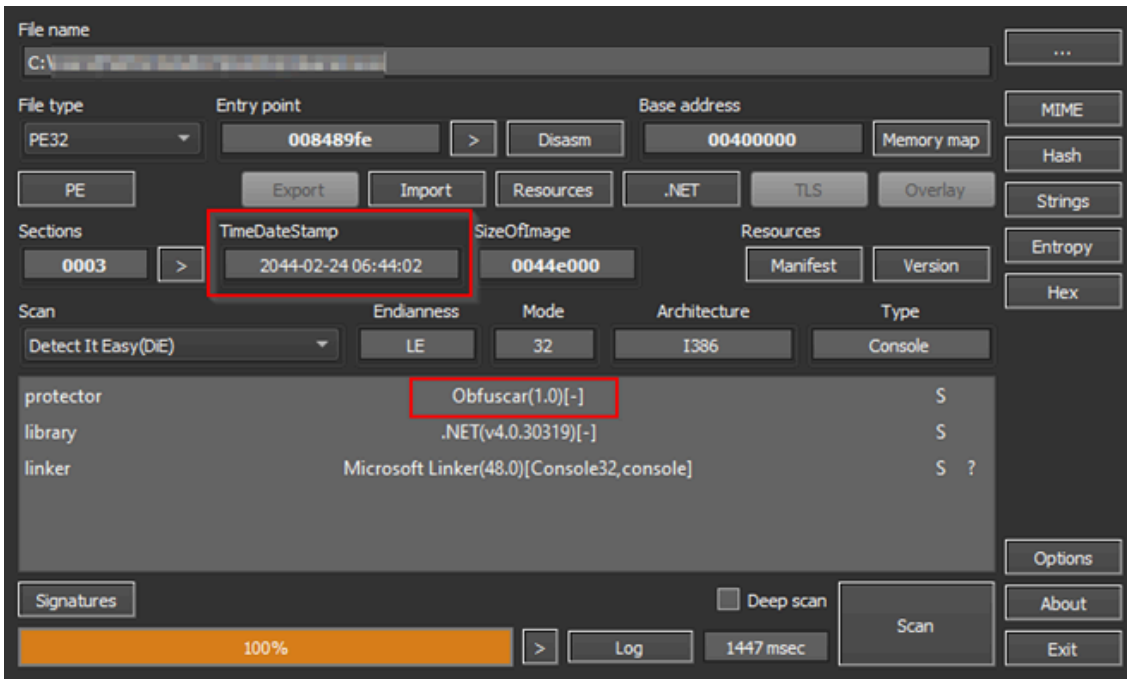 File name
C:\
...
File type Entry point Base address
PE32 008489fe > Disasm 00400000 Memory map
MIME
Hash
PE Export Import Resources .NET TLS Overlay
Strings
Sections TimeDateStamp SizeOfImage Resources
0003 > 2044-02-24 06:44:02 0044e000 Manifest Version
Entropy
Hex
Scan Endianness Mode Architecture Type
Detect It Easy(DiE) LE 32 I386 Console
protector Obfuscar(1.0)[-] S
library .NET(v4.0.30319)[-] S
linker Microsoft Linker(48.0)[Console32,console] S ?
Options
Signatures Deep scan Scan About
100% > Log 1447 msec Exit